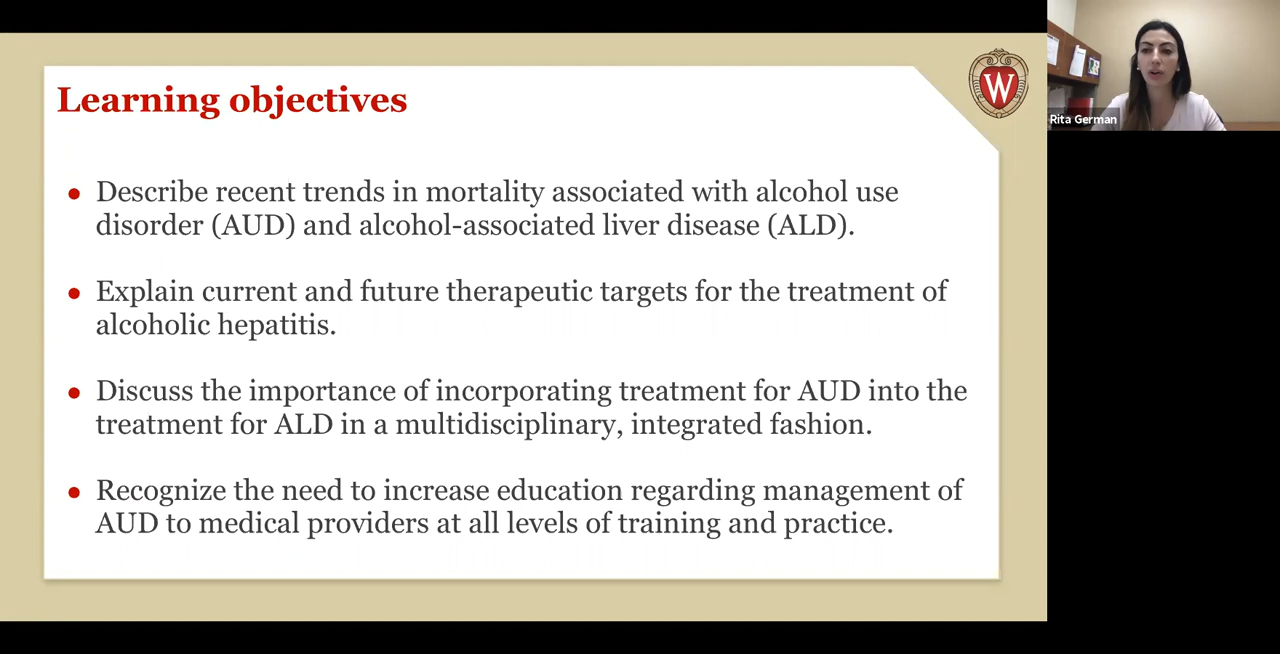 Learning objectives
W
Rita German
• Describe recent trends in mortality associated with alcohol use
disorder (AUD) and alcohol-associated liver disease (ALD).
• Explain current and future therapeutic targets for the treatment of
alcoholic hepatitis.
• Discuss the importance of incorporating treatment for AUD into the
treatment for ALD in a multidisciplinary, integrated fashion.
• Recognize the need to increase education regarding management of
AUD to medical providers at all levels of training and practice.